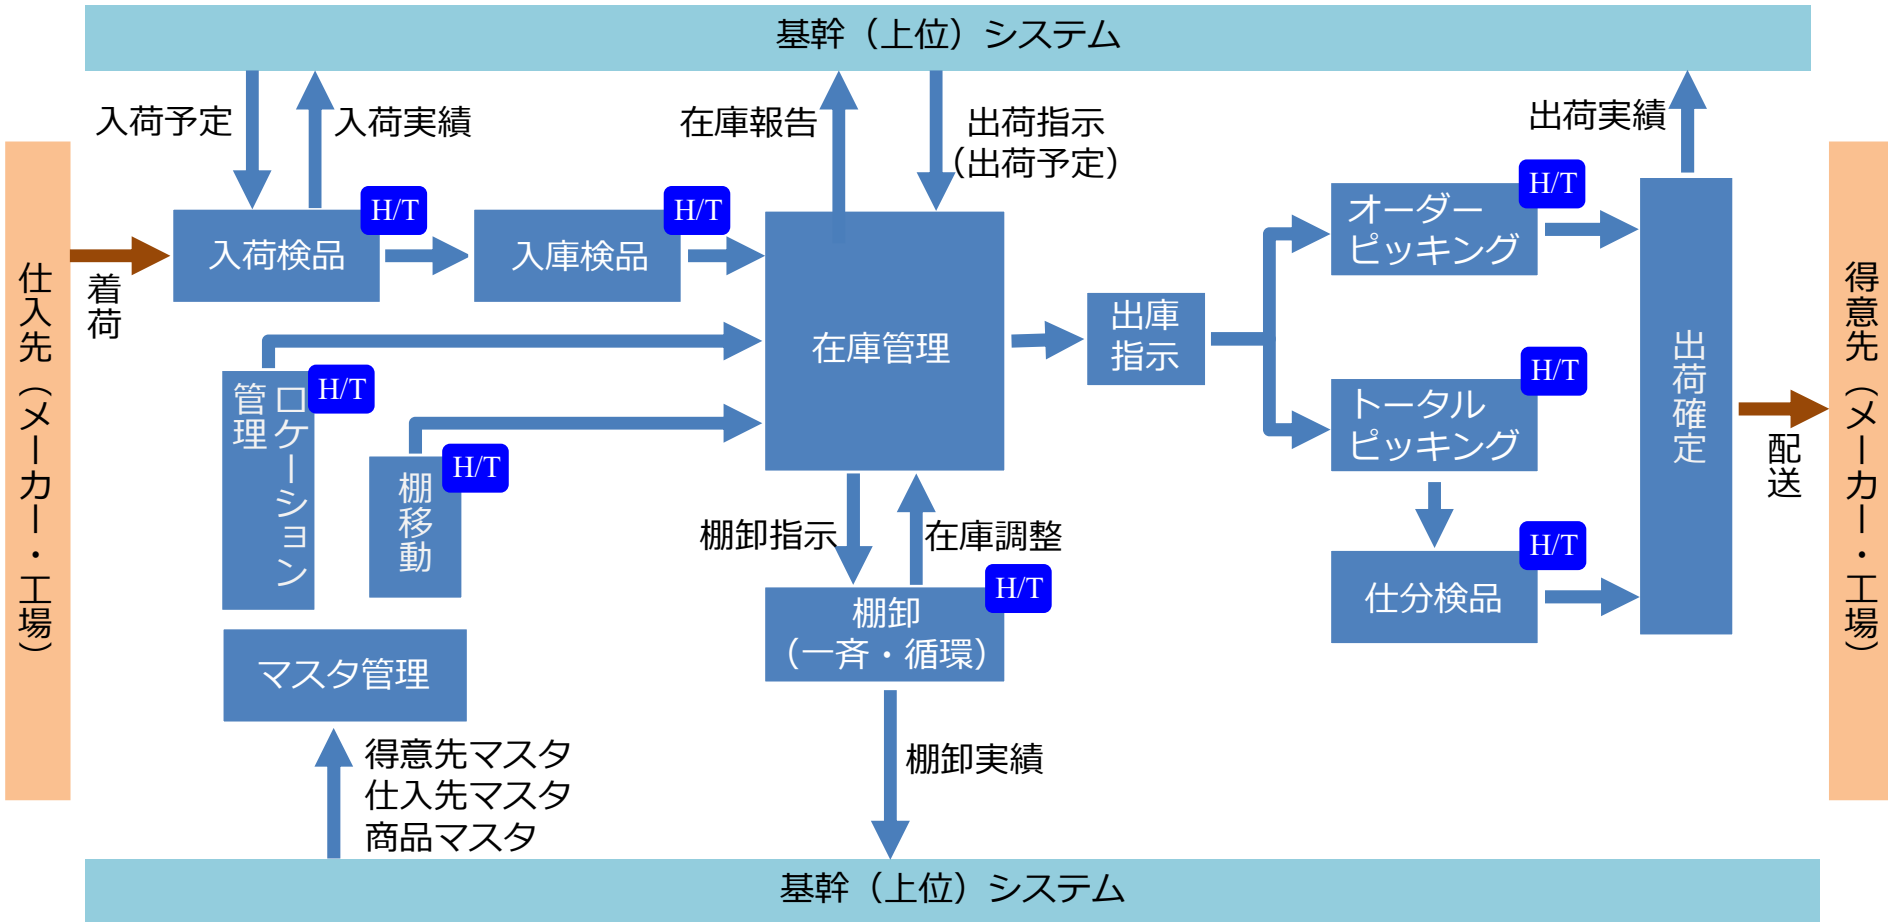 基幹（上位）システム
入荷予定
入荷実績
在庫報告
出荷指示
（出荷予定）
出荷実績
仕入先（メーカー・工場）
着荷
入荷検品
H/T
入庫検品
H/T
在庫管理
出庫
指示
オーダー
ピッキング
H/T
トータル
ピッキング
H/T
仕分検品
H/T
出荷確定
配送
得意先（メーカー・工場）
ロケーション
管理
H/T
棚移動
H/T
棚卸指示
在庫調整
棚卸
（一斉・循環）
H/T
マスタ管理
得意先マスタ
仕入先マスタ
商品マスタ
棚卸実績
基幹（上位）システム